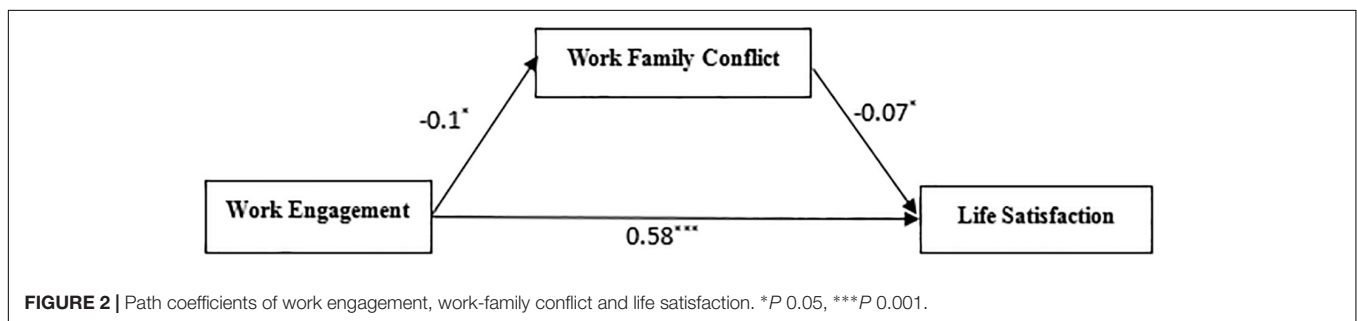 Work Family Conflict
-0.1*
-0.07*
Work Engagement
Life Satisfaction
0.58***
FIGURE 2 | Path coefficients of work engagement, work-family conflict and life satisfaction. *P 0.05, ***P 0.001.